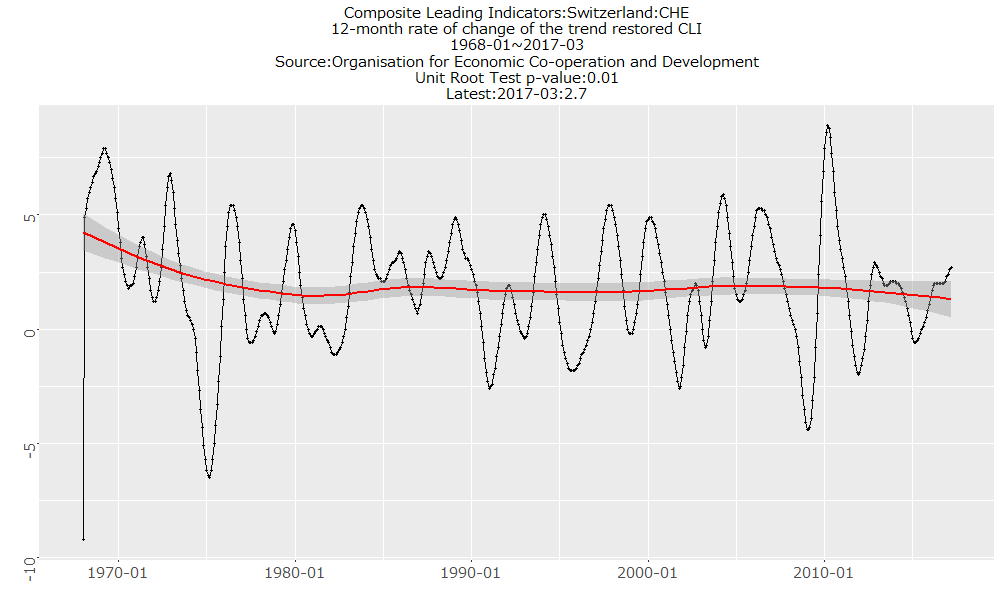 Composite Leading Indicators:Switzerland:CHE
12-month rate of change of the trend restored CLI
1968-01~2017-03
Source:Organisation for Economic Co-operation and Development
Unit Root Test p-value:0.01
Latest:2017-03:2.7
5
0
-5
-10
1970-01
1980-01
1990-01
2000-01
2010-01